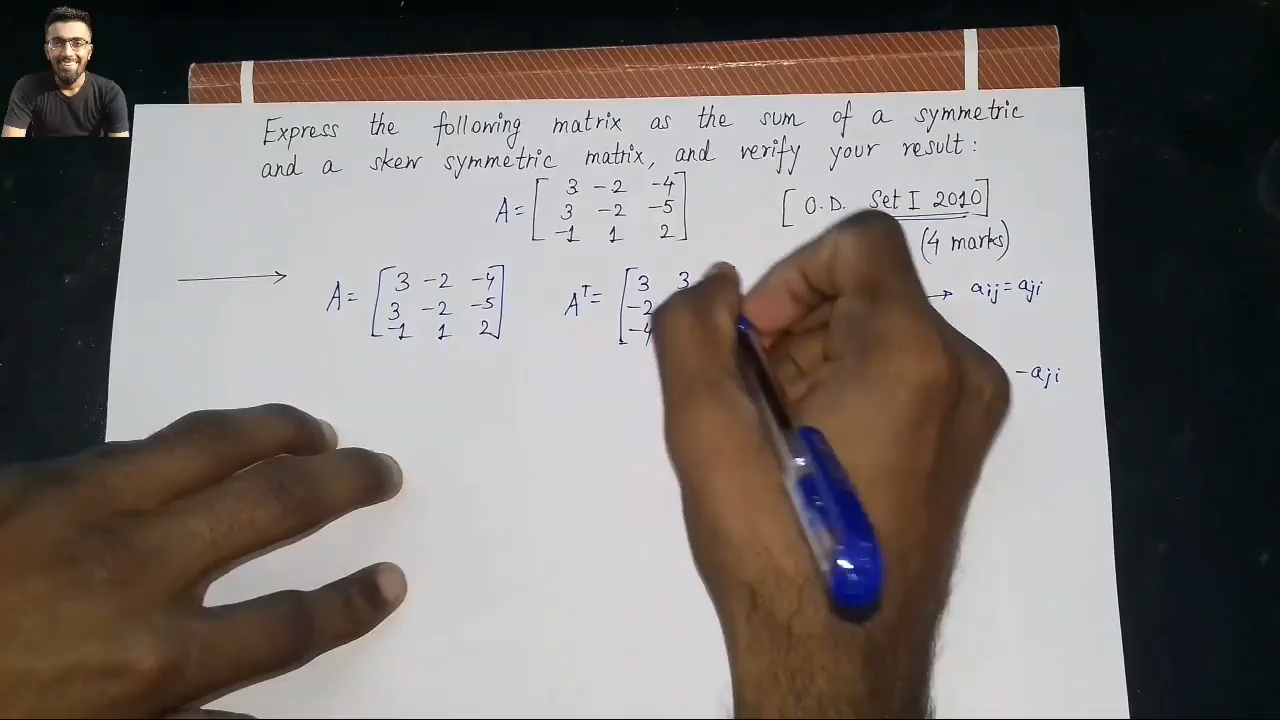 Express the following matrix as the sum of a symmetric
and a skew symmetric matrix, and verify your result :
A = [ 3 -2 -4
3 -2 -5
-1 1 2 ]
[O.D. Set I 2010]
(4 marks)
A = [ 3 -2 -4
3 -2 -5
-1 1 2 ]
Aᵀ = [ 3 3
-2
-4
→ aij = aji
-aji